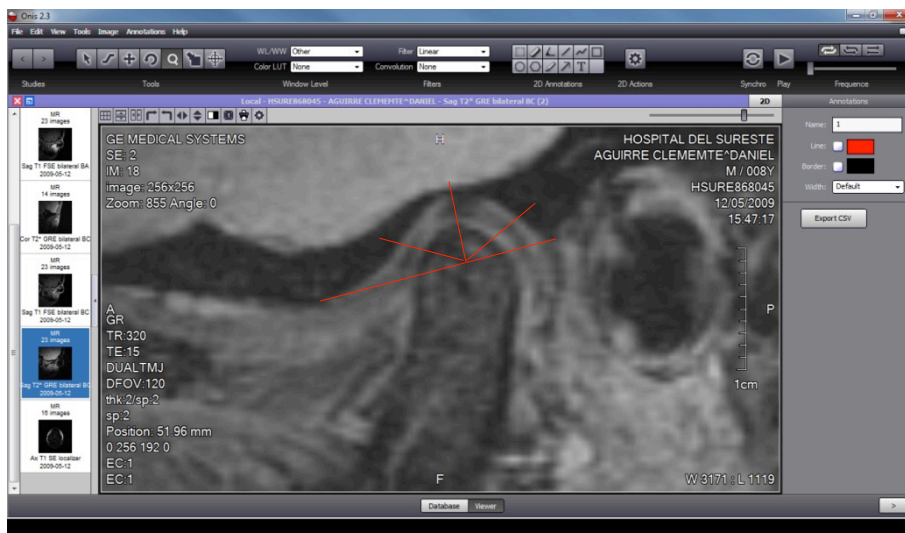 Onis 2.3
File Edit View Tools Image Annotations Help
WL/WW Other
Filter Linear
Color LUT None
Convolution None
Studies
Tools
Window Level
Filters
2D Annotations
2D Actions
Synchro
Play
Frequence
Local - HSURE868045 - AGUIRRE CLEMEMTE^DANIEL - Sag T2* GRE bilateral BC (2)
2D
Annotations
MR
23 images
Sag T1 FSE bilateral BA
2009-05-12
MR
14 images
Cor T2* GRE bilateral BC
2009-05-12
MR
23 images
Sag T1 FSE bilateral BC
2009-05-12
MR
23 images
Sag T2* GRE bilateral BC
2009-05-12
MR
16 images
Ax T1 SE localizer
2009-05-12
GE MEDICAL SYSTEMS
SE: 2
IM: 18
image: 256x256
Zoom: 855 Angle: 0
H
HOSPITAL DEL SURESTE
AGUIRRE CLEMEMTE^DANIEL
M / 008Y
HSURE868045
12/05/2009
15:47:17
A
P
GR
TR:320
TE:15
DUALTMJ
DFOV:120
thk:2/sp:2
sp:2
Position: 51.96 mm
0 256 192 0
EC:1
EC:1
1cm
F
W 3171 : L 1119
Name: 1
Line:
Border:
Width: Default
Export CSV
Database Viewer